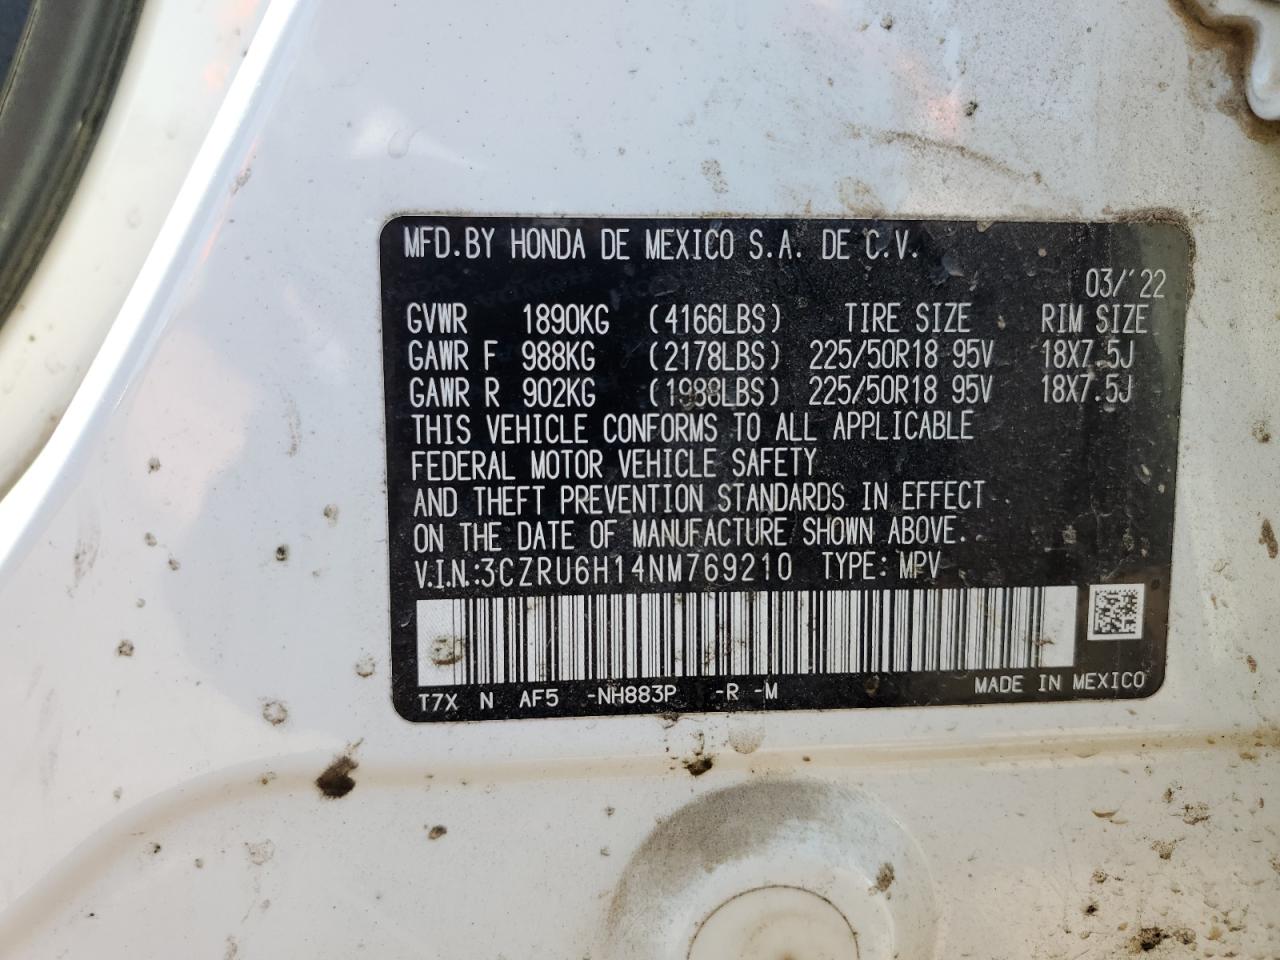 MFD.BY HONDA DE MEXICO S.A. DE C.V.
03/'22
GVWR 1890KG (4166LBS) TIRE SIZE RIM SIZE
GAWR F 988KG (2178LBS) 225/50R18 95V 18X7.5J
GAWR R 902KG (1988LBS) 225/50R18 95V 18X7.5J
THIS VEHICLE CONFORMS TO ALL APPLICABLE
FEDERAL MOTOR VEHICLE SAFETY
AND THEFT PREVENTION STANDARDS IN EFFECT
ON THE DATE OF MANUFACTURE SHOWN ABOVE.
V.I.N.:3CZRU6H14NM769210 TYPE: MPV
T7X N AF5 -NH883P -R -M MADE IN MEXICO